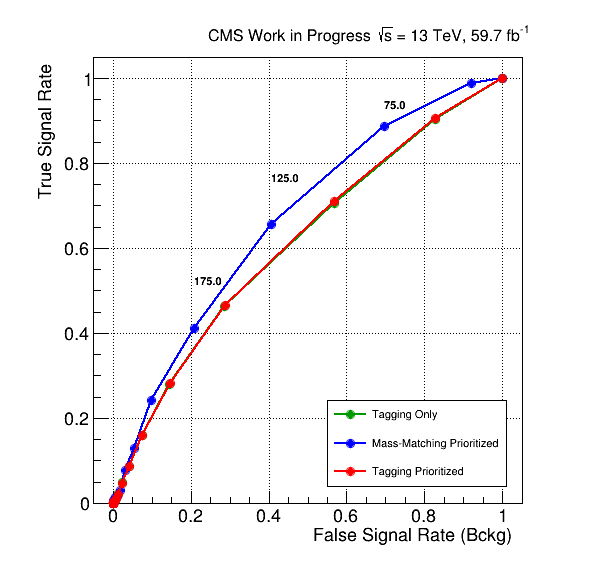 CMS Work in Progress √s = 13 TeV, 59.7 fb⁻¹
True Signal Rate
1
0.8
0.6
0.4
0.2
0
75.0
125.0
175.0
Tagging Only
Mass-Matching Prioritized
Tagging Prioritized
0 0.2 0.4 0.6 0.8 1
False Signal Rate (Bckg)